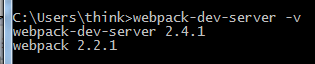 C:\Users\think>webpack-dev-server -v
webpack-dev-server 2.4.1
webpack 2.2.1